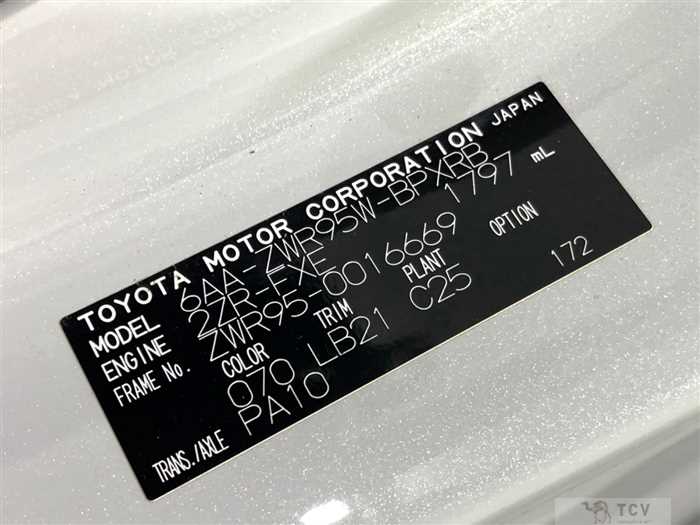 TOYOTA MOTOR CORPORATION JAPAN
MODEL 6AA-ZWR95W-BPXRB
ENGINE 2ZR-FXE 1797 mL
FRAME No. ZWR95-0016669
COLOR TRIM PLANT OPTION
070 LB21 C25 172
TRANS./AXLE PA10
TCV